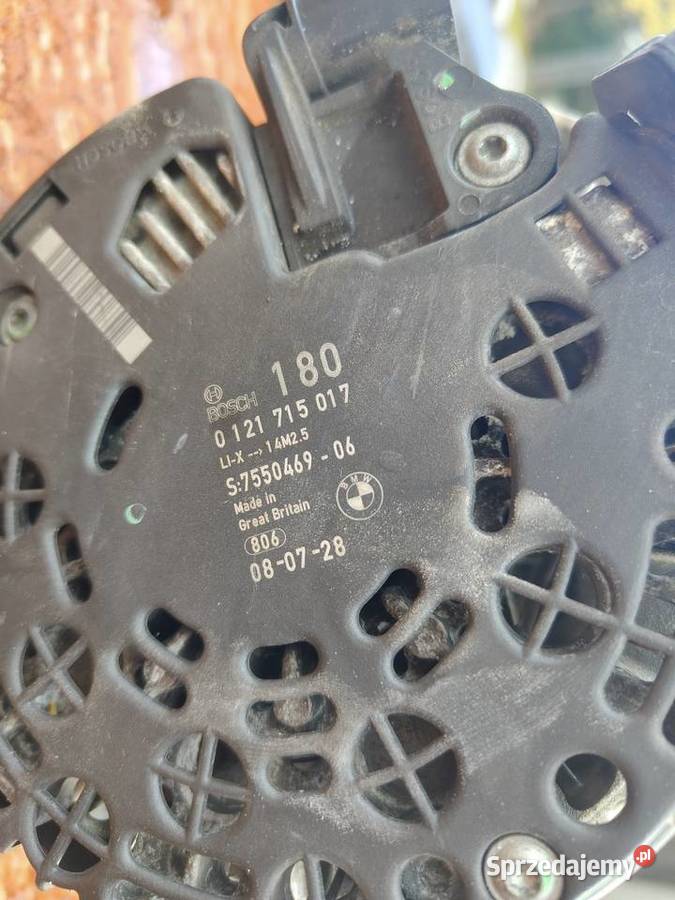 BOSCH 180
0 121 715 017
LI-X --> 14M2.5
S:7550469-06
BMW
Made in
Great Britain
806
08-07-28
Sprzedajemy.pl